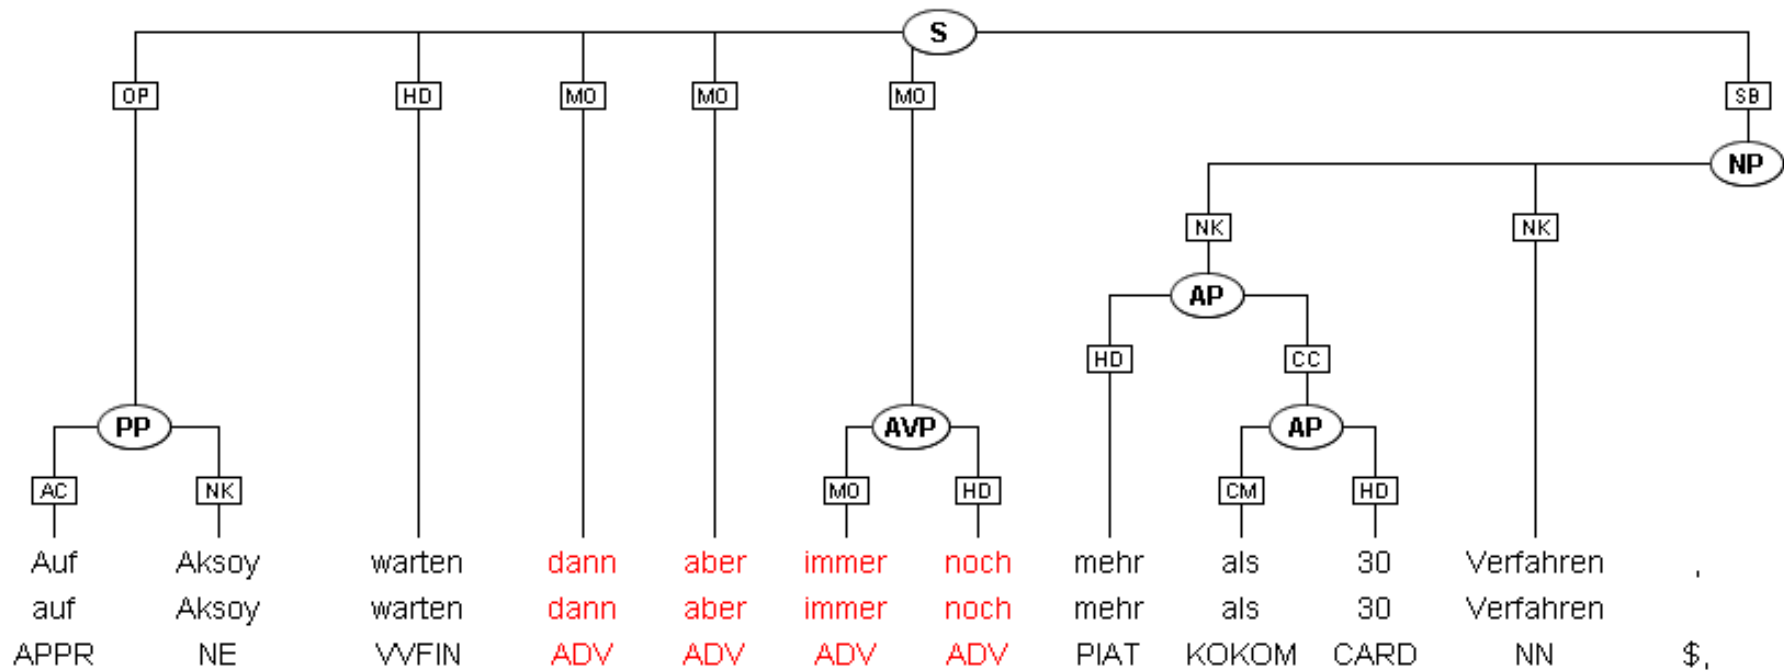 S
OP HD MO MO MO SB
NP
NK NK
AP
HD CC
PP AVP AP
AC NK MO HD CM HD
Auf Aksoy warten dann aber immer noch mehr als 30 Verfahren ,
auf Aksoy warten dann aber immer noch mehr als 30 Verfahren
APPR NE VVFIN ADV ADV ADV ADV PIAT KOKOM CARD NN $,